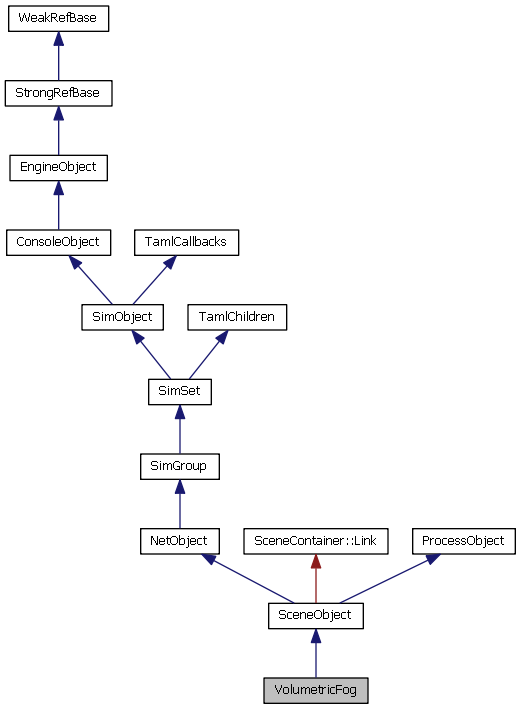 WeakRefBase
StrongRefBase
EngineObject
ConsoleObject
TamlCallbacks
SimObject
TamlChildren
SimSet
SimGroup
NetObject
SceneContainer::Link
ProcessObject
SceneObject
VolumetricFog